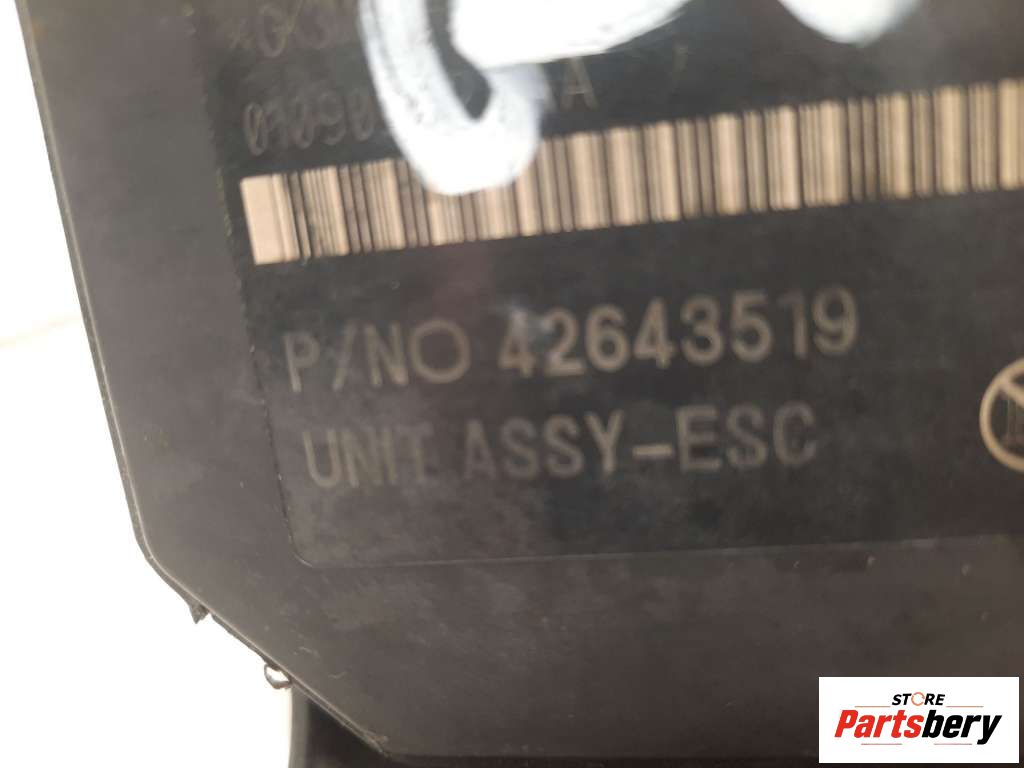 P/NO 42643519
UNIT ASSY-ESC
STORE
Partsbery